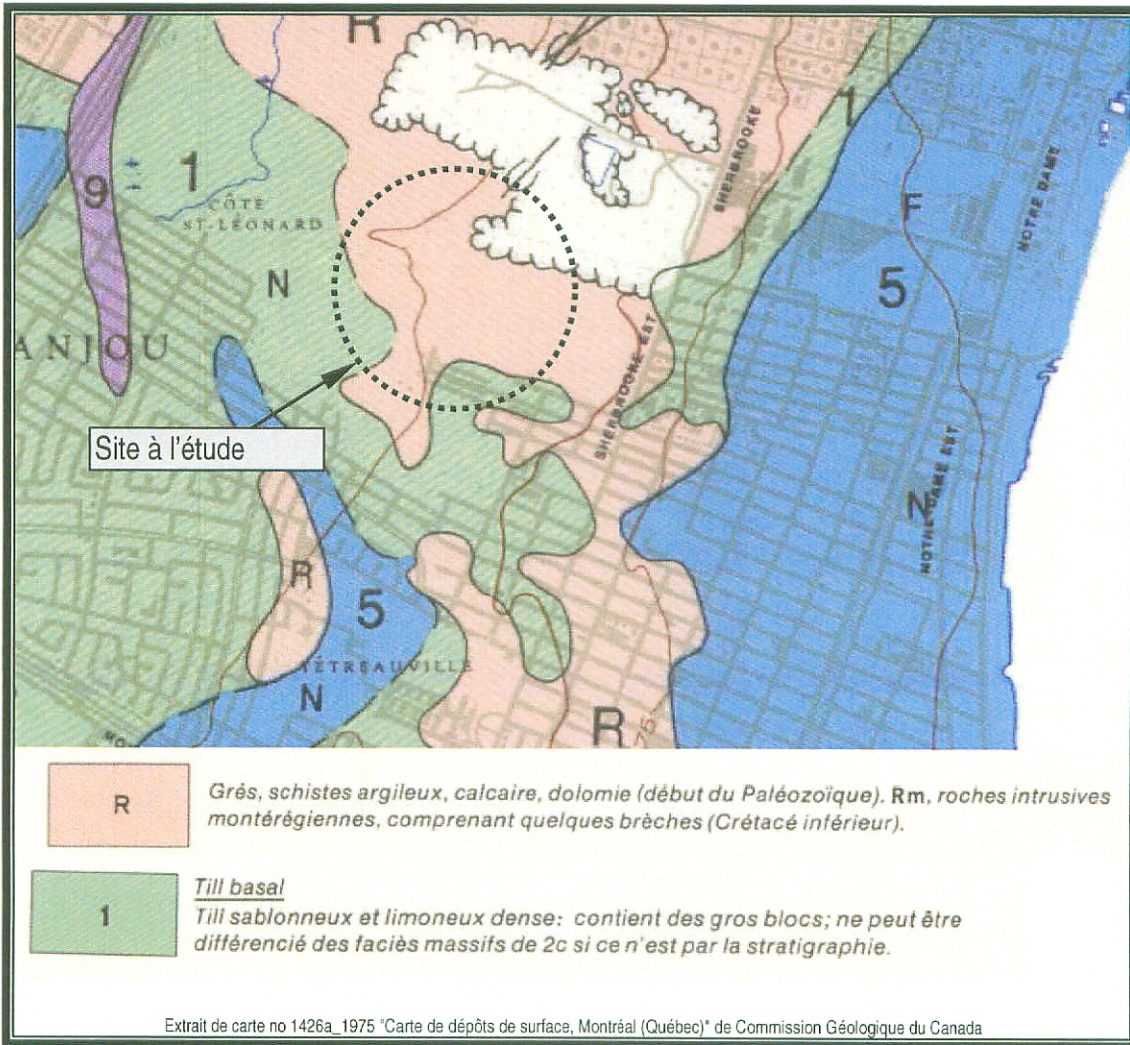 R
1
SHERBROOKE
9
1
CÔTE
ST-LÉONARD
F
NOTRE DAME
5
N
ANJOU
SHERBROOKE EST
Site à l'étude
N
NOTRE DAME EST
R
5
TÉTREAUVILLE
N
R
75
R
Grés, schistes argileux, calcaire, dolomie (début du Paléozoïque). Rm, roches intrusives
montérégiennes, comprenant quelques brèches (Crétacé inférieur).
1
Till basal
Till sablonneux et limoneux dense: contient des gros blocs; ne peut être
différencié des faciès massifs de 2c si ce n'est par la stratigraphie.
Extrait de carte no 1426a_1975 "Carte de dépôts de surface, Montréal (Québec)" de Commission Géologique du Canada